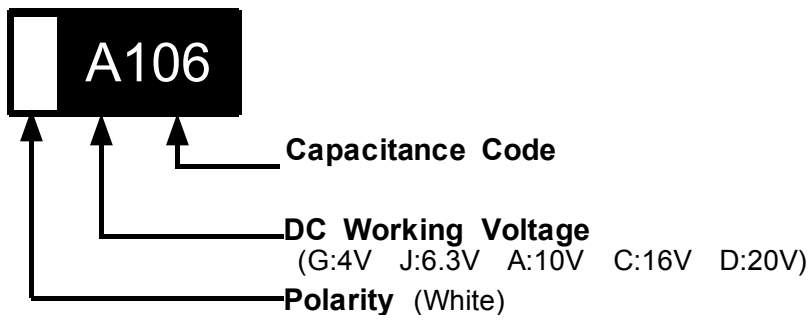 A106
Capacitance Code
DC Working Voltage
(G:4V J:6.3V A:10V C:16V D:20V)
Polarity (White)